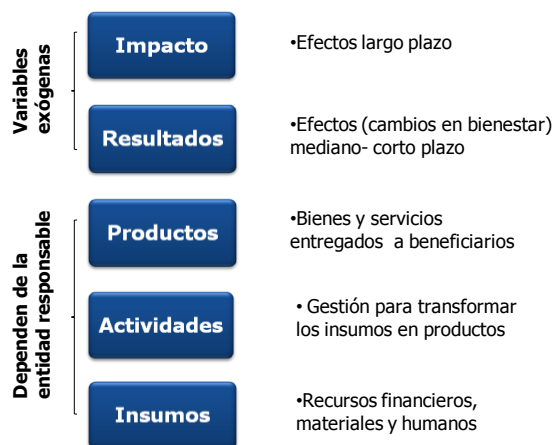 Variables
exógenas
Impacto
•Efectos largo plazo
Resultados
•Efectos (cambios en bienestar)
mediano- corto plazo
Dependen de la
entidad responsable
Productos
•Bienes y servicios
entregados a beneficiarios
Actividades
• Gestión para transformar
los insumos en productos
Insumos
•Recursos financieros,
materiales y humanos